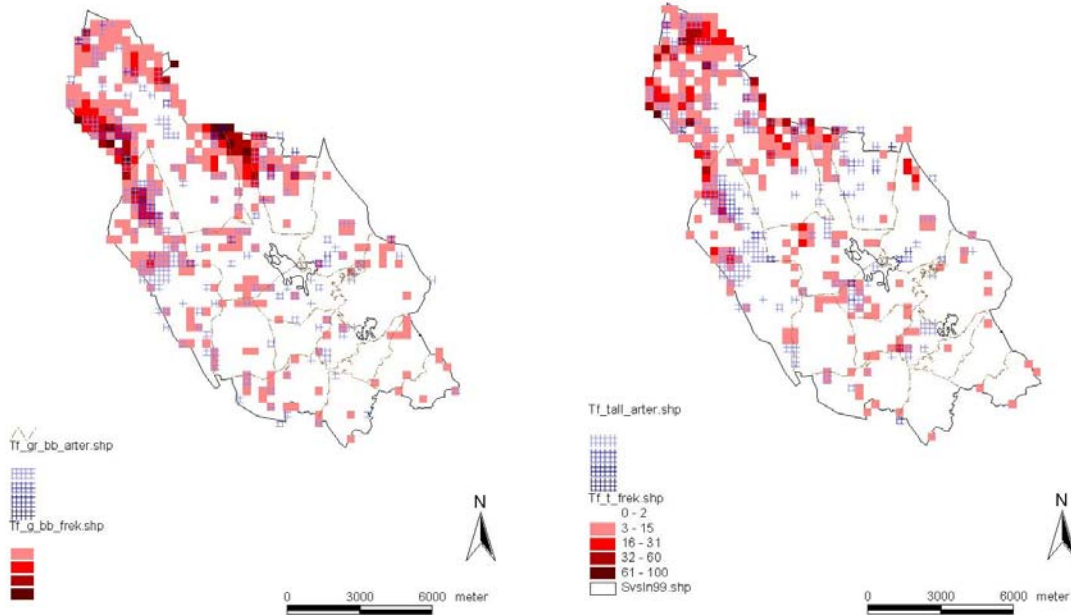 Tf_gr_bb_arter.shp
Tf_g_bb_frek.shp
N
0 3000 6000 meter
Tf_tall_arter.shp
Tf_t_frek.shp
0 - 2
3 - 15
16 - 31
32 - 60
61 - 100
Svsln99.shp
N
0 3000 6000 meter